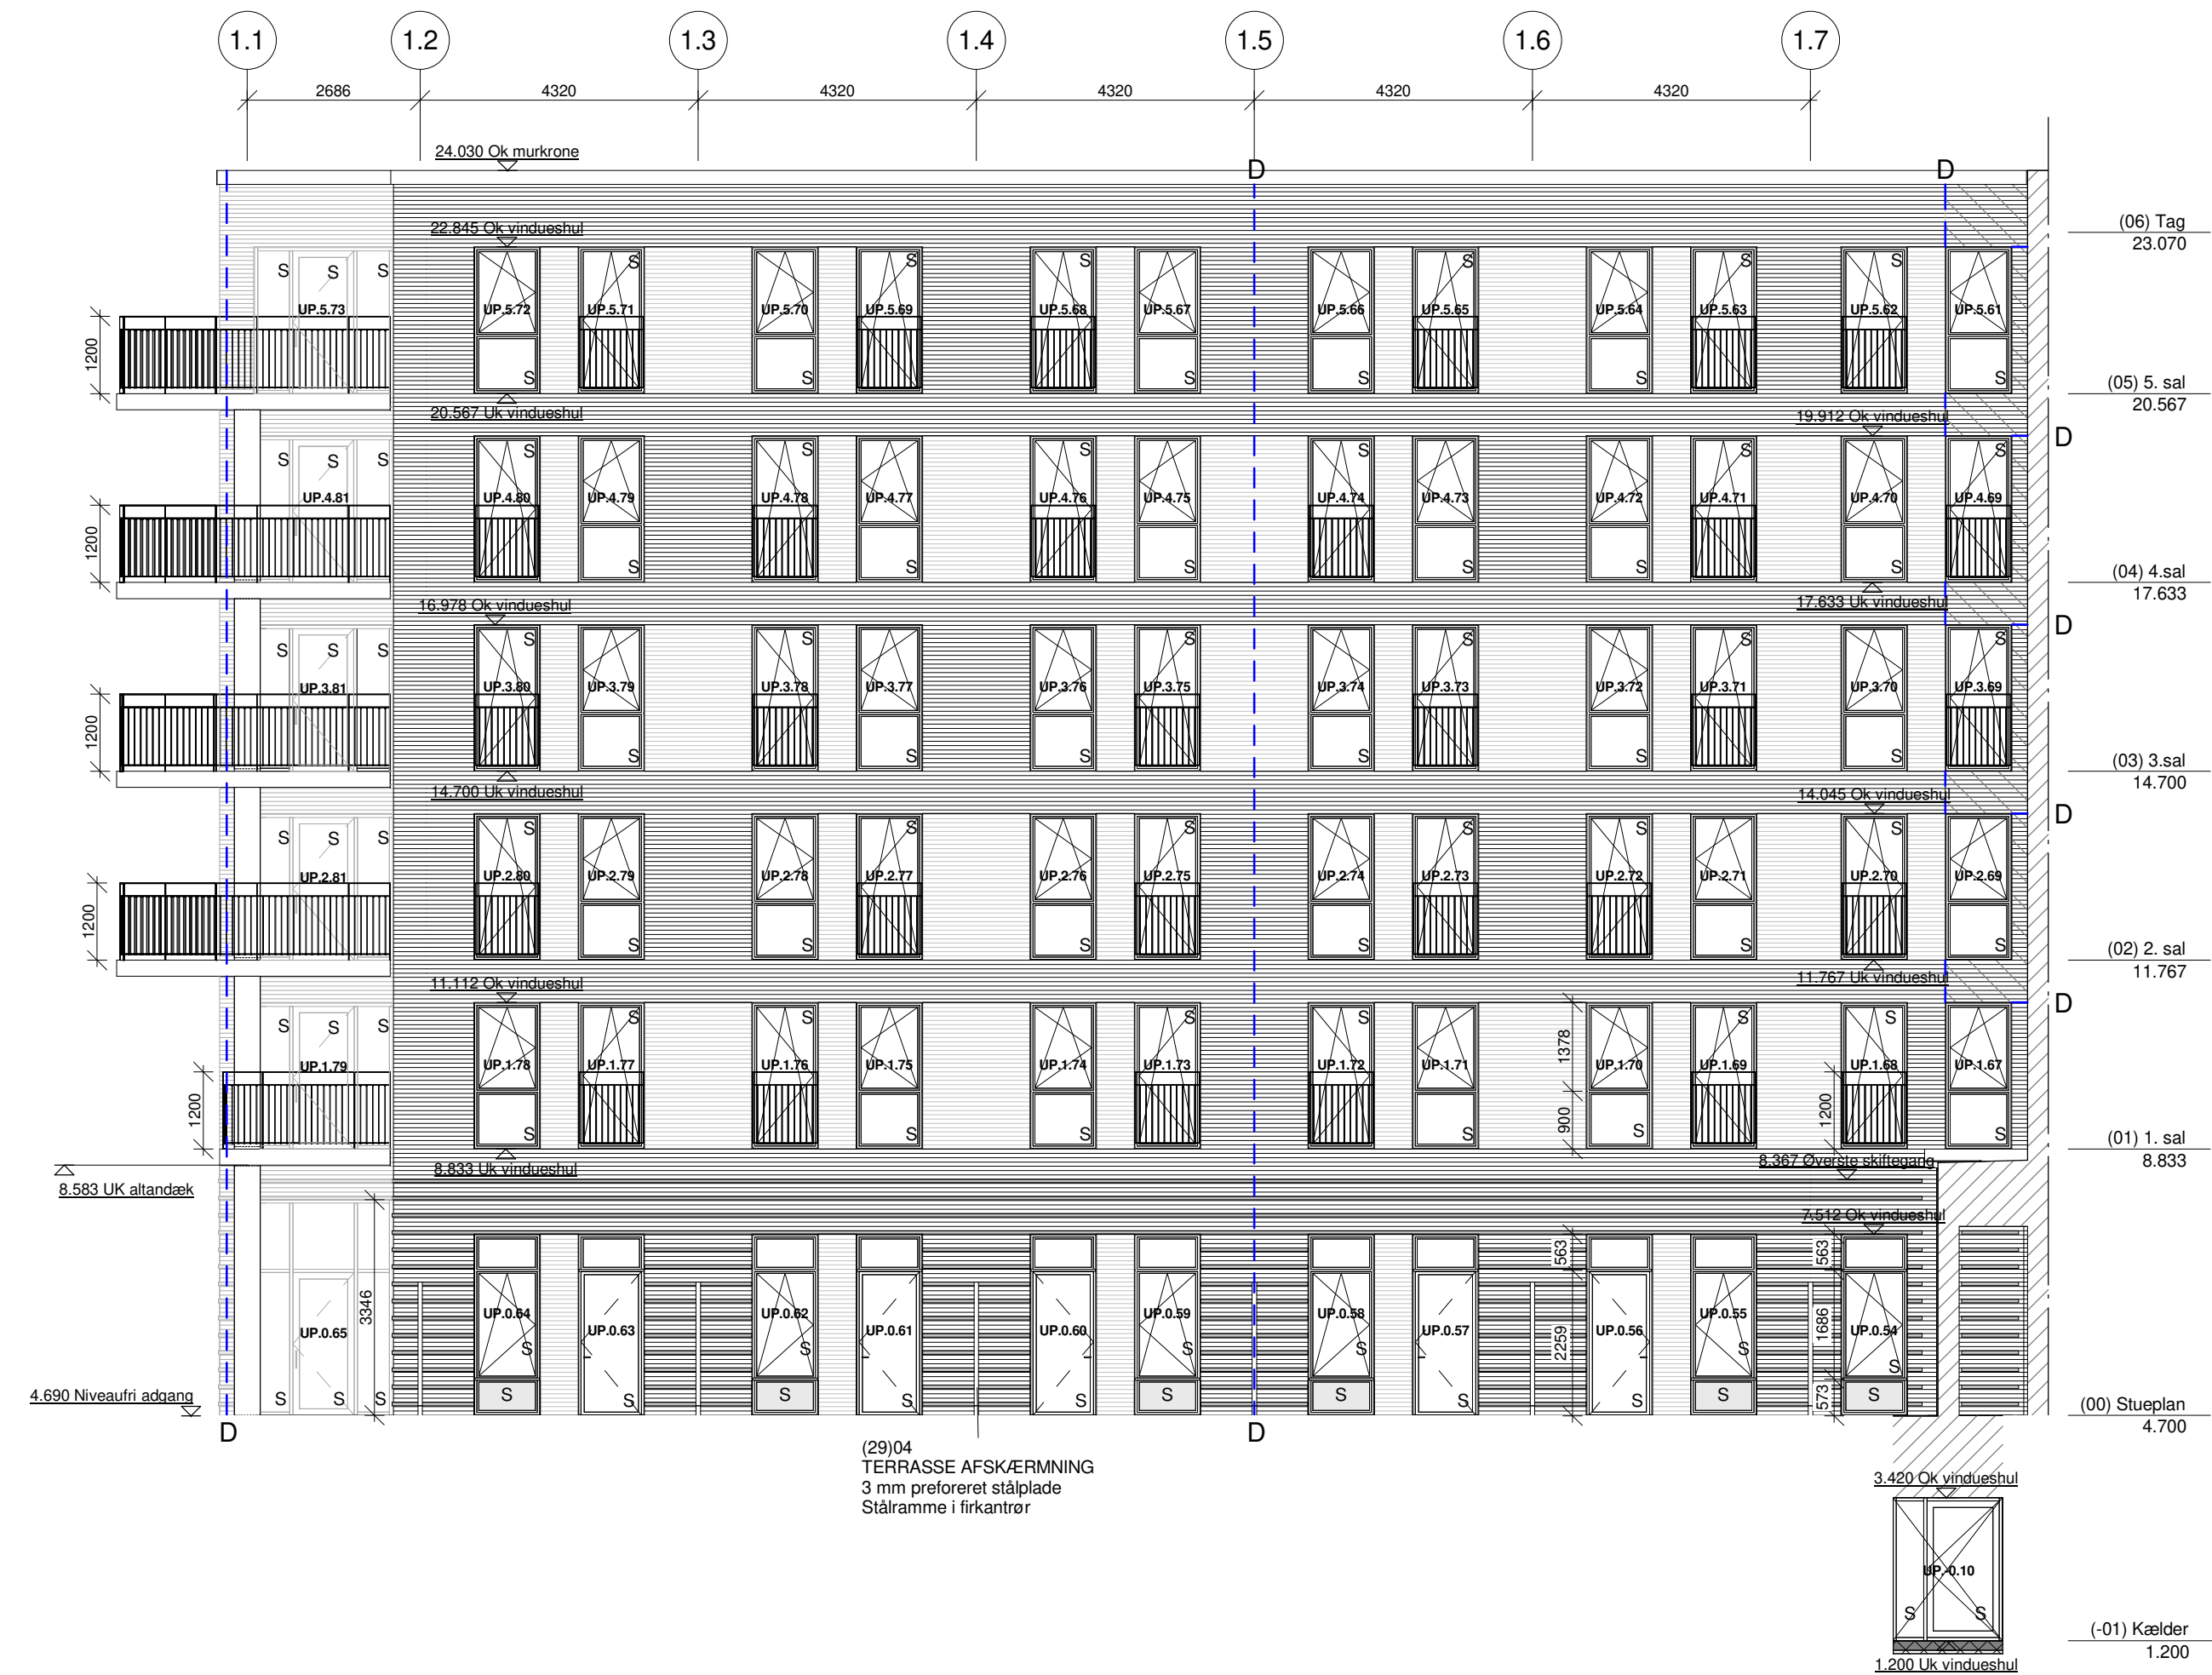 1.1 1.2 1.3 1.4 1.5 1.6 1.7
2686 4320 4320 4320 4320 4320
24.030 Ok murkrone
D D
22.845 Ok vindueshul
(06) Tag
23.070
S S S S S S S S S
UP.5.73 UP.5.72 UP.5.71 UP.5.70 UP.5.69 UP.5.68 UP.5.67 UP.5.66 UP.5.65 UP.5.64 UP.5.63 UP.5.62 UP.5.61
1200
S S S S S S
(05) 5. sal
20.567
20.567 Uk vindueshul
19.912 Ok vindueshul
D
S S S S S S S S S
UP.4.81 UP.4.80 UP.4.79 UP.4.78 UP.4.77 UP.4.76 UP.4.75 UP.4.74 UP.4.73 UP.4.72 UP.4.71 UP.4.70 UP.4.69
1200
S S S S S S
(04) 4.sal
17.633
16.978 Ok vindueshul
17.633 Uk vindueshul
D
S S S S S S S S S
UP.3.81 UP.3.80 UP.3.79 UP.3.78 UP.3.77 UP.3.76 UP.3.75 UP.3.74 UP.3.73 UP.3.72 UP.3.71 UP.3.70 UP.3.69
1200
S S S S S S
(03) 3.sal
14.700
14.700 Uk vindueshul
14.045 Ok vindueshul
D
S S S S S S S S S
UP.2.81 UP.2.80 UP.2.79 UP.2.78 UP.2.77 UP.2.76 UP.2.75 UP.2.74 UP.2.73 UP.2.72 UP.2.71 UP.2.70 UP.2.69
1200
S S S S S S
(02) 2. sal
11.767
11.112 Ok vindueshul
11.767 Uk vindueshul
D
S S S S S S S S S
1378
UP.1.79 UP.1.78 UP.1.77 UP.1.76 UP.1.75 UP.1.74 UP.1.73 UP.1.72 UP.1.71 UP.1.70 UP.1.69 UP.1.68 UP.1.67
1200 900 1200
S S S S S S
(01) 1. sal
8.833
8.833 Uk vindueshul
8.367 Øverste skiftegang
8.583 UK altandæk
7.512 Ok vindueshul
563 563
3346 2259 1686 573
UP.0.65 UP.0.64 UP.0.63 UP.0.62 UP.0.61 UP.0.60 UP.0.59 UP.0.58 UP.0.57 UP.0.56 UP.0.55 UP.0.54
S S S S S S
S S S S S S S S S S S S S S
4.690 Niveaufri adgang
(00) Stueplan
4.700
D D
(29)04
TERRASSE AFSKÆRMNING
3 mm preforeret stålplade
Stålramme i firkantrør
3.420 Ok vindueshul
UP.-0.10
S S
(-01) Kælder
1.200
1.200 Uk vindueshul